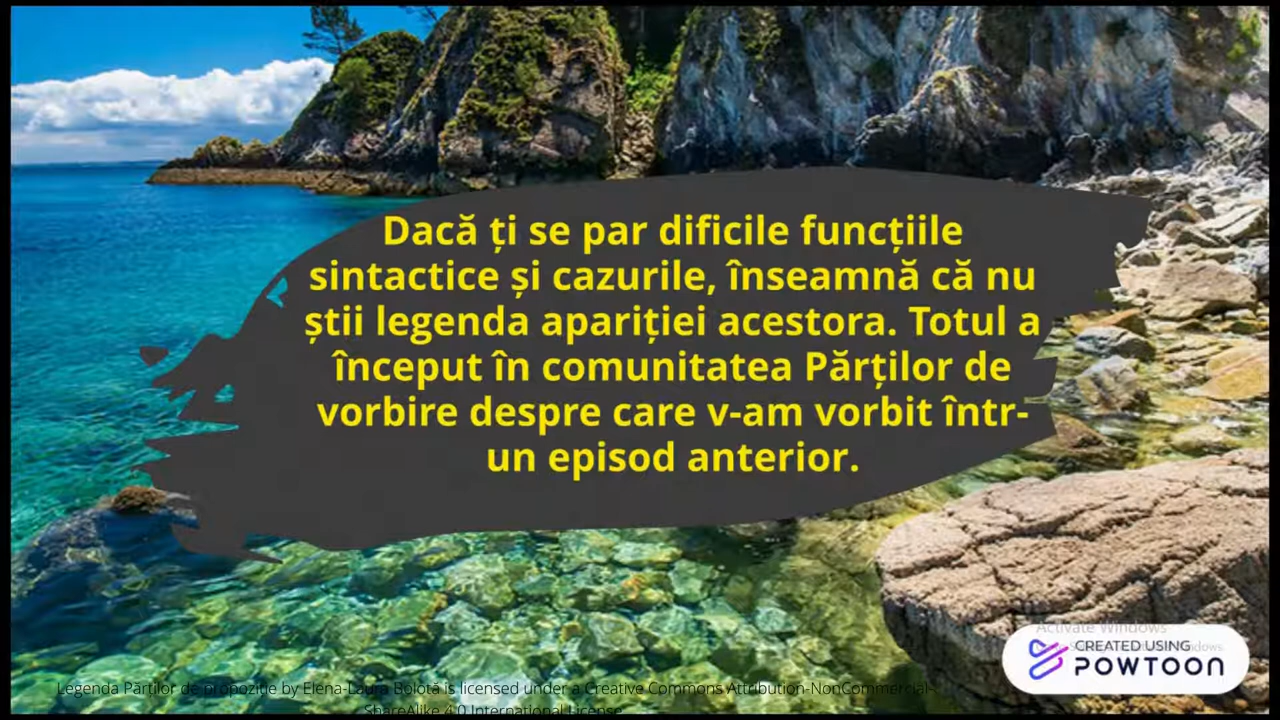 Dacă ți se par dificile funcțiile
sintactice și cazurile, înseamnă că nu
știi legenda apariției acestora. Totul a
început în comunitatea Părților de
vorbire despre care v-am vorbit într-
un episod anterior.
Activate Windows
CREATED USING
POWTOON
Legenda Părților de propoziție by Elena-Laura Bolotă is licensed under a Creative Commons Attribution-NonCommercial-
ShareAlike 4.0 International License